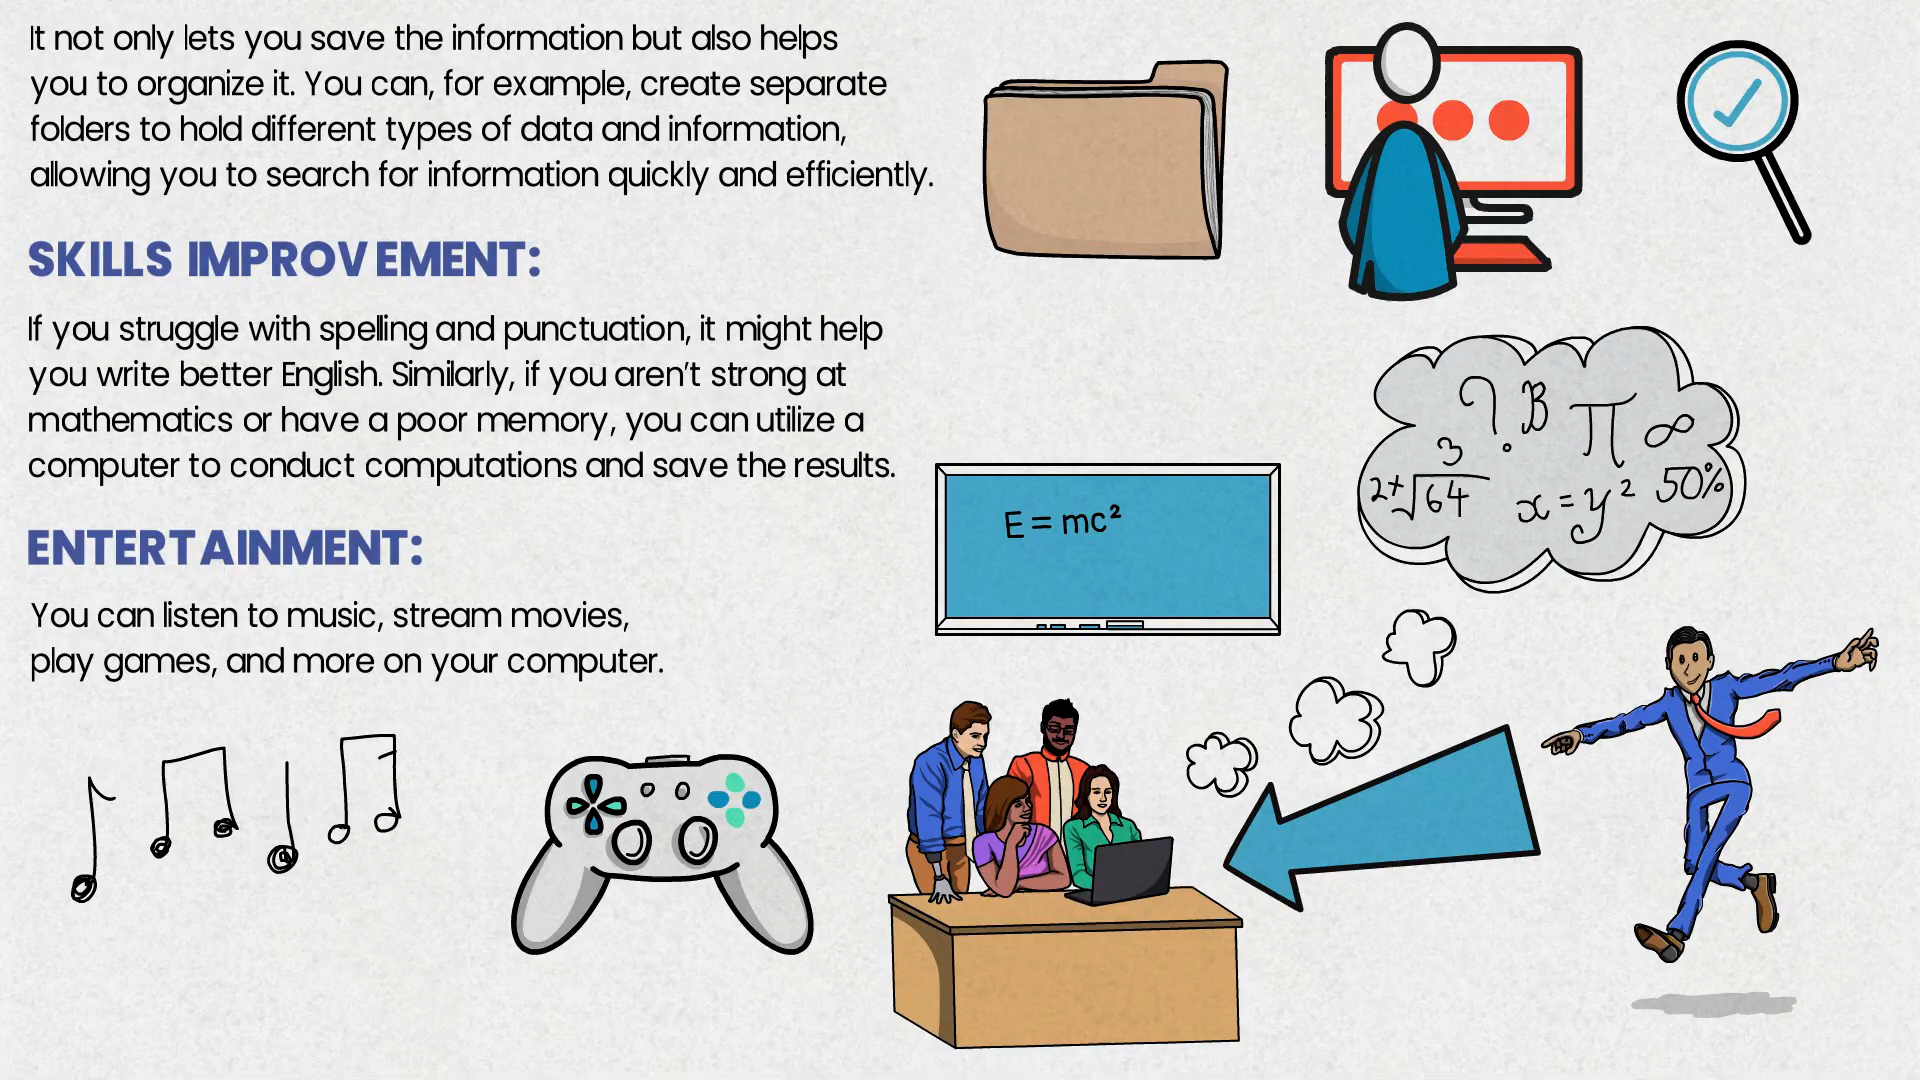 It not only lets you save the information but also helps
you to organize it. You can, for example, create separate
folders to hold different types of data and information,
allowing you to search for information quickly and efficiently.
SKILLS IMPROVEMENT:
If you struggle with spelling and punctuation, it might help
you write better English. Similarly, if you aren't strong at
mathematics or have a poor memory, you can utilize a
computer to conduct computations and save the results.
ENTERTAINMENT:
You can listen to music, stream movies,
play games, and more on your computer.
E = mc²
? B π ∞
3
2+√64 x = y² 50%